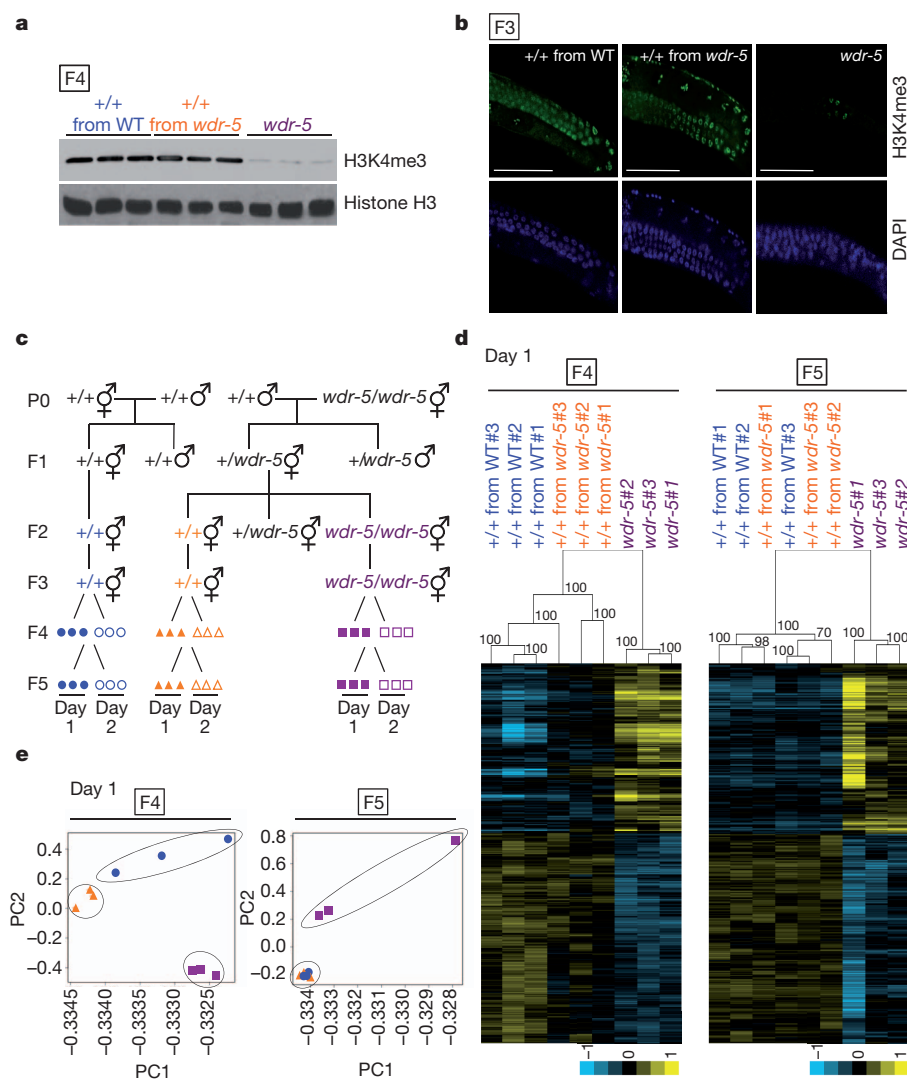 a
F4
+/+ from WT
+/+ from wdr-5
wdr-5
H3K4me3
Histone H3
b
F3
+/+ from WT
+/+ from wdr-5
wdr-5
H3K4me3
DAPI
c
P0
+/+⚥
+/+♂
+/+♂
wdr-5/wdr-5⚥
F1
+/+⚥
+/+♂
+/wdr-5⚥
+/wdr-5♂
F2
+/+⚥
+/+⚥
+/wdr-5⚥
wdr-5/wdr-5⚥
F3
+/+⚥
+/+⚥
wdr-5/wdr-5⚥
F4
F5
Day 1
Day 2
Day 1
Day 2
Day 1
Day 2
d
Day 1
F4
+/+ from WT#3
+/+ from WT#2
+/+ from WT#1
+/+ from wdr-5#3
+/+ from wdr-5#2
+/+ from wdr-5#1
wdr-5#2
wdr-5#3
wdr-5#1
100
100
100
100
100
100
100
−1
0
1
F5
+/+ from WT#1
+/+ from WT#2
+/+ from wdr-5#1
+/+ from WT#3
+/+ from wdr-5#3
+/+ from wdr-5#2
wdr-5#1
wdr-5#3
wdr-5#2
100
100
98
100
70
100
100
−1
0
1
e
Day 1
F4
PC2
0.4
0.2
0.0
−0.2
−0.4
−0.3345
−0.3340
−0.3335
−0.3330
−0.3325
PC1
F5
PC2
0.8
0.6
0.4
0.2
0.0
−0.2
−0.334
−0.333
−0.332
−0.331
−0.330
−0.329
−0.328
PC1